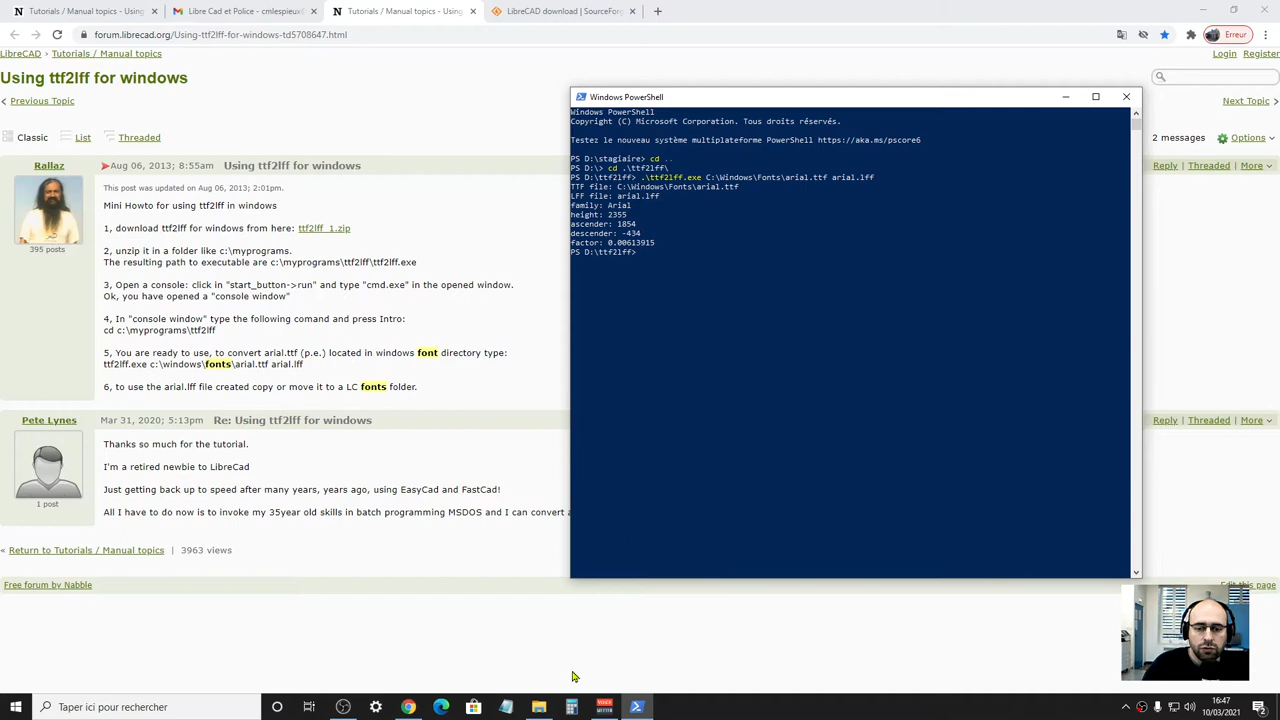 Tutorials / Manual topics - Using
Libre Cad et Police - cmlespieux
Tutorials / Manual topics - Using
LibreCAD download | SourceForg
forum.librecad.org/Using-ttf2lff-for-windows-td5708647.html
Erreur
LibreCAD › Tutorials / Manual topics
Login Register
Using ttf2lff for windows
‹ Previous Topic
Next Topic ›
Classic List Threaded
2 messages Options
Rallaz
Aug 06, 2013; 8:55am Using ttf2lff for windows
Reply | Threaded | More
This post was updated on Aug 06, 2013; 2:01pm.
Mini Howto for using ttf2lff in windows
1, download ttf2lff for windows from here: ttf2lff_1.zip
395 posts
2, unzip it in a folder like c:\myprograms.
The resulting path to executable are c:\myprograms\ttf2lff\ttf2lff.exe
3, Open a console: click in "start_button->run" and type "cmd.exe" in the opened window.
Ok, you have opened a "console window"
4, In "console window" type the following comand and press Intro:
cd c:\myprograms\ttf2lff
5, You are ready to use, to convert arial.ttf (p.e.) located in windows font directory type:
ttf2lff.exe c:\windows\fonts\arial.ttf arial.lff
6, to use the arial.lff file created copy or move it to a LC fonts folder.
Pete Lynes
Mar 31, 2020; 5:13pm Re: Using ttf2lff for windows
Reply | Threaded | More
Thanks so much for the tutorial.
I'm a retired newbie to LibreCad
Just getting back up to speed after many years, years ago, using EasyCad and FastCad!
1 post
All I have to do now is to invoke my 35year old skills in batch programming MSDOS and I can convert a
« Return to Tutorials / Manual topics | 3963 views
Free forum by Nabble
Edit this page
Windows PowerShell
Windows PowerShell
Copyright (C) Microsoft Corporation. Tous droits réservés.
Testez le nouveau système multiplateforme PowerShell https://aka.ms/pscore6
PS D:\stagiaire> cd ..
PS D:\> cd .\ttf2lff\
PS D:\ttf2lff> .\ttf2lff.exe C:\Windows\Fonts\arial.ttf arial.lff
TTF file: C:\Windows\Fonts\arial.ttf
LFF file: arial.lff
family: Arial
height: 2355
ascender: 1854
descender: -434
factor: 0.00613915
PS D:\ttf2lff>
Taper ici pour rechercher
16:47
10/03/2021
2